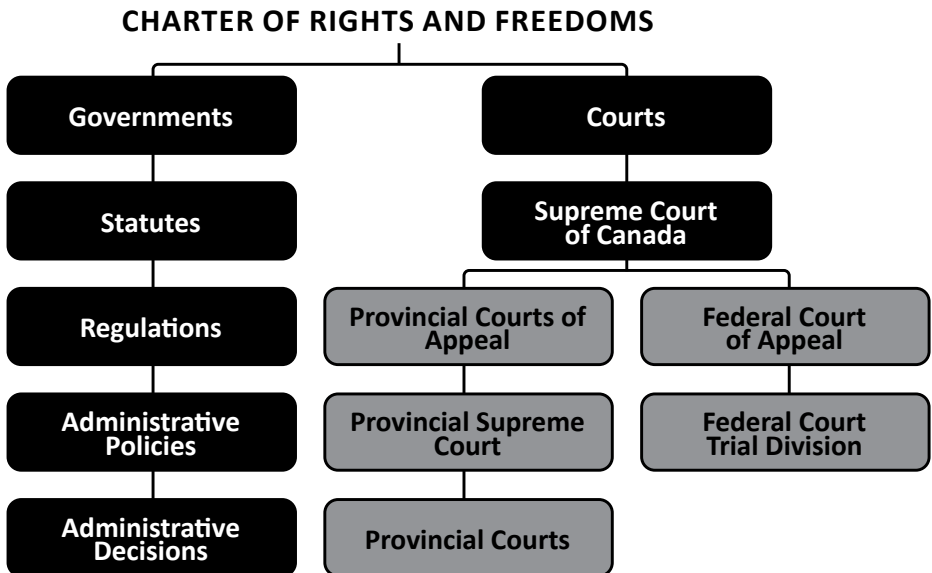 CHARTER OF RIGHTS AND FREEDOMS
Governments
Courts
Statutes
Supreme Court
of Canada
Regulations
Provincial Courts of
Appeal
Federal Court
of Appeal
Administrative
Policies
Provincial Supreme
Court
Federal Court
Trial Division
Administrative
Decisions
Provincial Courts